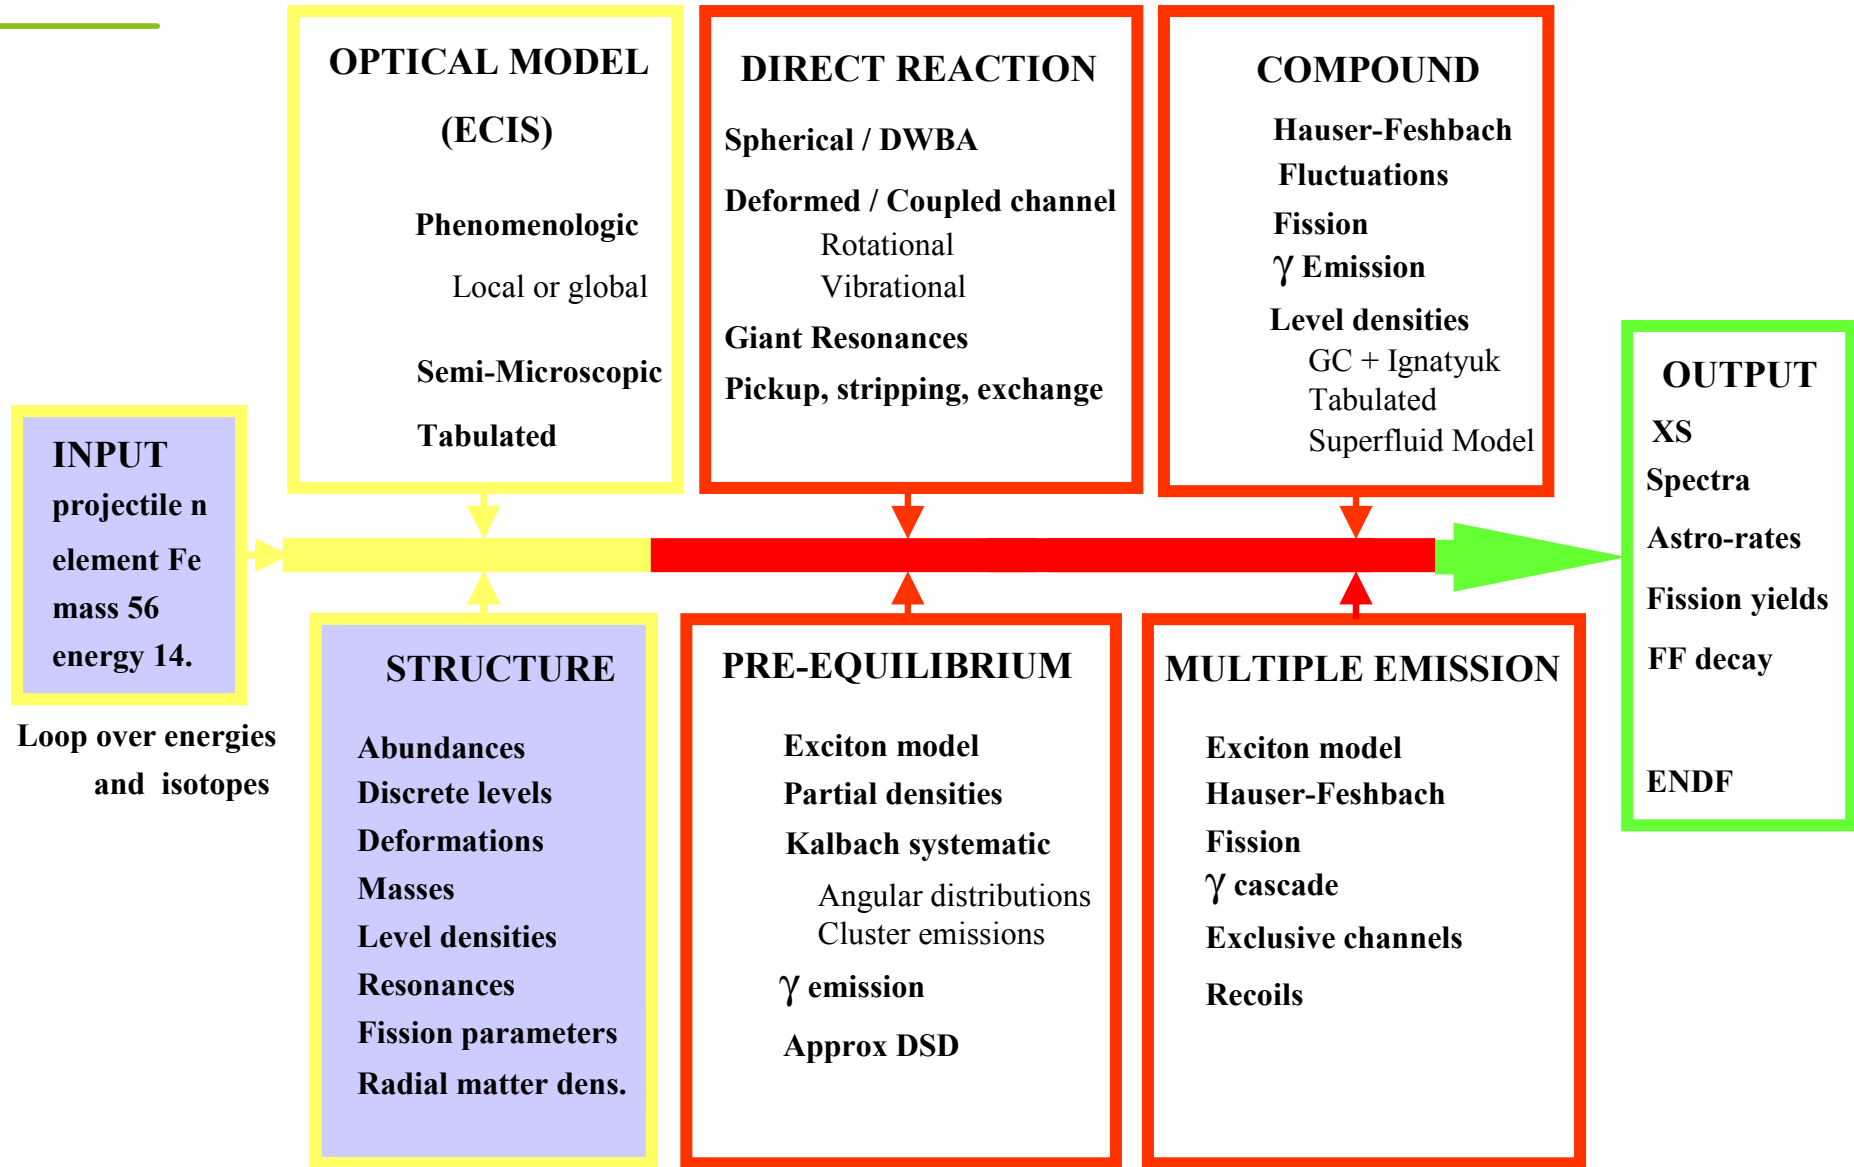 OPTICAL MODEL
(ECIS)
Phenomenologic
Local or global
Semi-Microscopic
Tabulated
DIRECT REACTION
Spherical / DWBA
Deformed / Coupled channel
Rotational
Vibrational
Giant Resonances
Pickup, stripping, exchange
COMPOUND
Hauser-Feshbach
Fluctuations
Fission
γ Emission
Level densities
GC + Ignatyuk
Tabulated
Superfluid Model
INPUT
projectile n
element Fe
mass 56
energy 14.
Loop over energies
and isotopes
STRUCTURE
Abundances
Discrete levels
Deformations
Masses
Level densities
Resonances
Fission parameters
Radial matter dens.
PRE-EQUILIBRIUM
Exciton model
Partial densities
Kalbach systematic
Angular distributions
Cluster emissions
γ emission
Approx DSD
MULTIPLE EMISSION
Exciton model
Hauser-Feshbach
Fission
γ cascade
Exclusive channels
Recoils
OUTPUT
XS
Spectra
Astro-rates
Fission yields
FF decay
ENDF